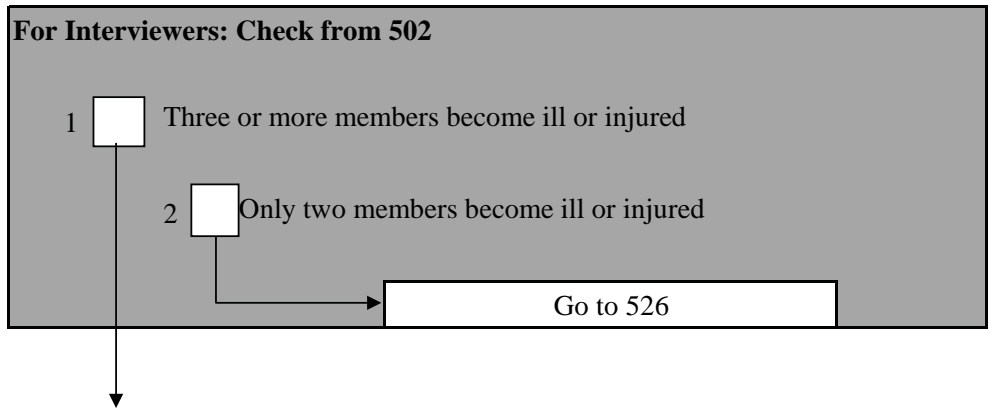 For Interviewers: Check from 502
1 Three or more members become ill or injured
2 Only two members become ill or injured
Go to 526